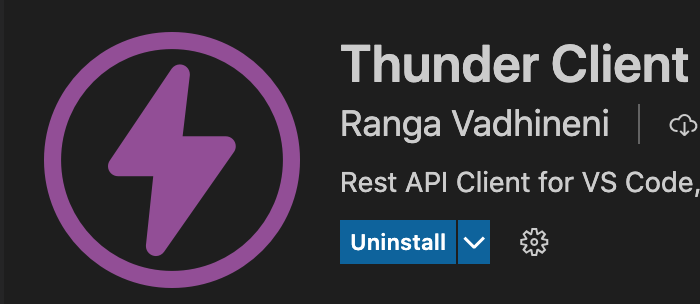 Thunder Client
Ranga Vadhineni
Rest API Client for VS Code,
Uninstall